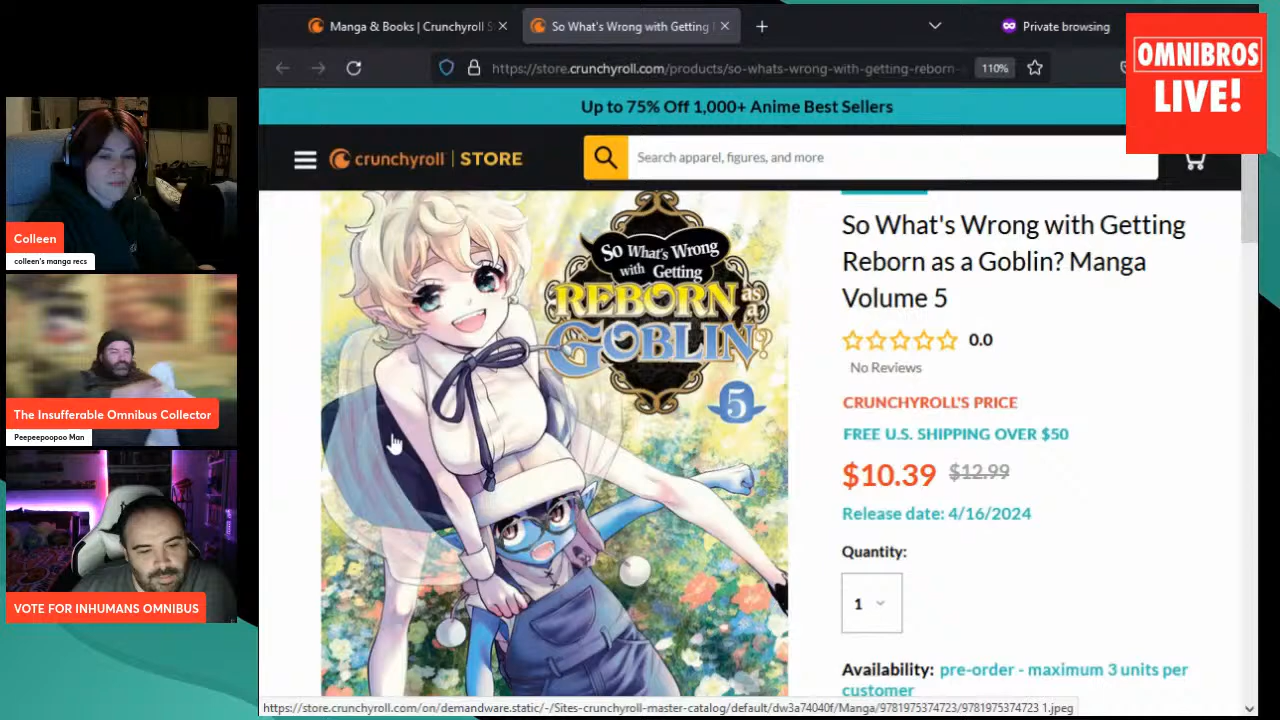 Manga & Books | Crunchyroll S
So What's Wrong with Getting
Private browsing
https://store.crunchyroll.com/products/so-whats-wrong-with-getting-reborn-
110%
OMNIBROS
LIVE!
Up to 75% Off 1,000+ Anime Best Sellers
crunchyroll | STORE
Search apparel, figures, and more
Colleen
colleen's manga recs
The Insufferable Omnibus Collector
Peepeepoopoo Man
VOTE FOR INHUMANS OMNIBUS
So What's Wrong
with Getting
REBORN as
a
GOBLIN?
5
So What's Wrong with Getting
Reborn as a Goblin? Manga
Volume 5
0.0
No Reviews
CRUNCHYROLL'S PRICE
FREE U.S. SHIPPING OVER $50
$10.39 $12.99
Release date: 4/16/2024
Quantity:
1
Availability: pre-order - maximum 3 units per
customer
https://store.crunchyroll.com/on/demandware.static/-/Sites-crunchyroll-master-catalog/default/dw3a74040f/Manga/9781975374723/9781975374723_1.jpeg